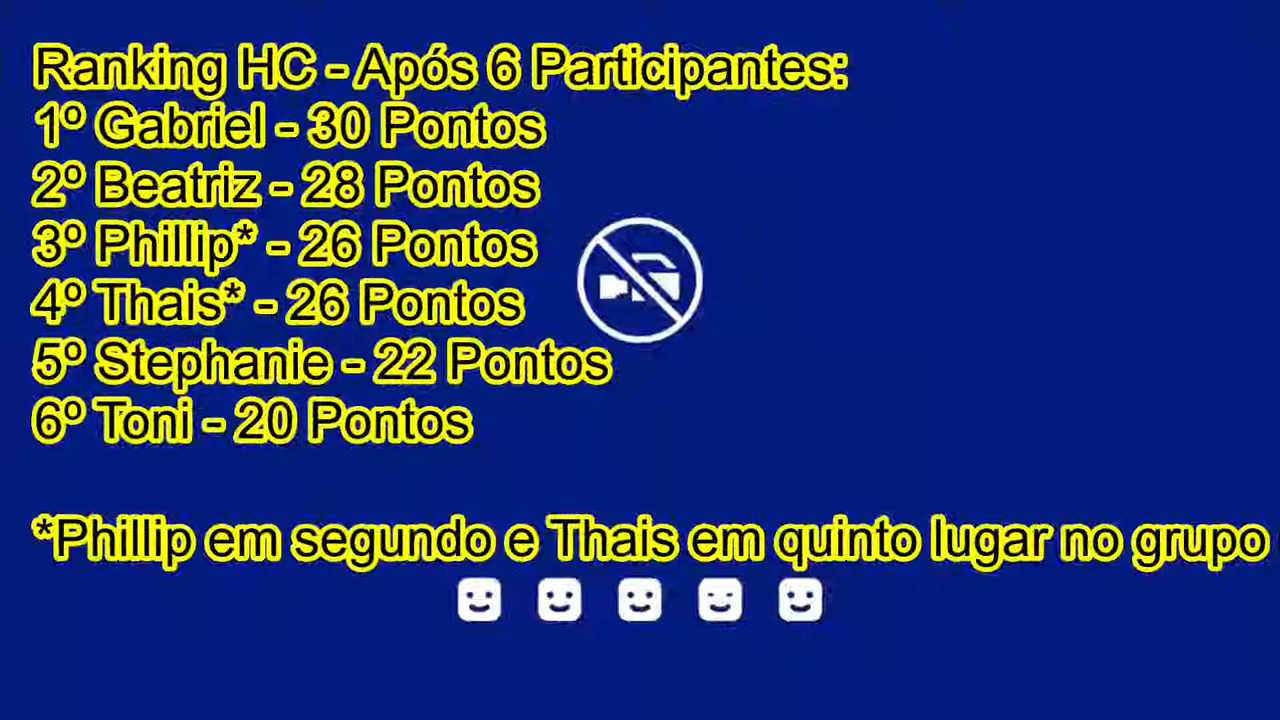 Ranking HC - Após 6 Participantes:
1º Gabriel - 30 Pontos
2º Beatriz - 28 Pontos
3º Phillip* - 26 Pontos
4º Thais* - 26 Pontos
5º Stephanie - 22 Pontos
6º Toni - 20 Pontos
*Phillip em segundo e Thais em quinto lugar no grupo